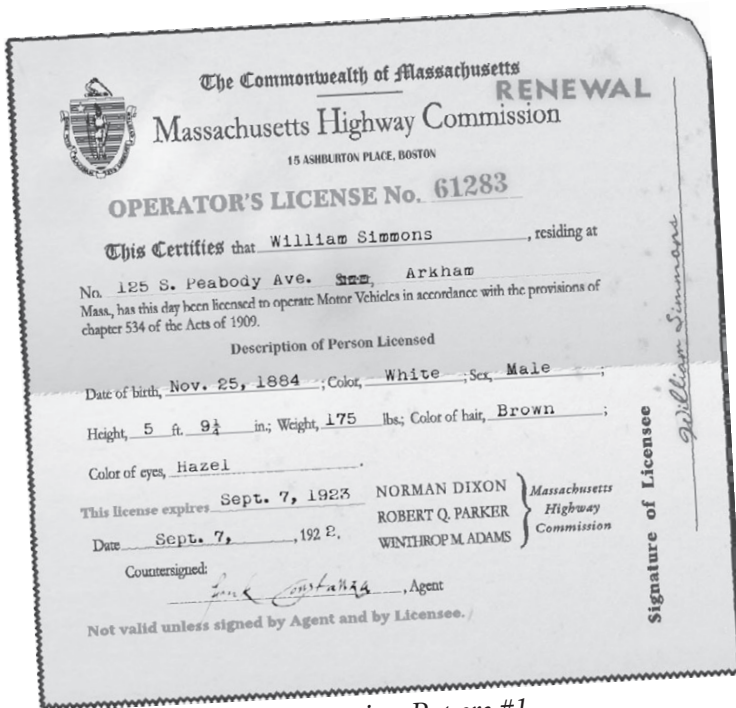 The Commonwealth of Massachusetts
RENEWAL
Massachusetts Highway Commission
15 ASHBURTON PLACE, BOSTON
OPERATOR'S LICENSE No. 61283
This Certifies that William Simmons, residing at
No. 125 S. Peabody Ave. , Arkham
Mass., has this day been licensed to operate Motor Vehicles in accordance with the provisions of
chapter 534 of the Acts of 1909.
Description of Person Licensed
Date of birth, Nov. 25, 1884 ; Color, White ; Sex, Male ;
Height, 5 ft. 9¼ in.; Weight, 175 lbs.; Color of hair, Brown ;
Color of eyes, Hazel .
This license expires Sept. 7, 1923
Date Sept. 7, , 1922.
NORMAN DIXON
ROBERT Q. PARKER
WINTHROP M. ADAMS
Massachusetts
Highway
Commission
Countersigned:
Constanza, Agent
Not valid unless signed by Agent and by Licensee.
Signature of Licensee
William Simmons
#1